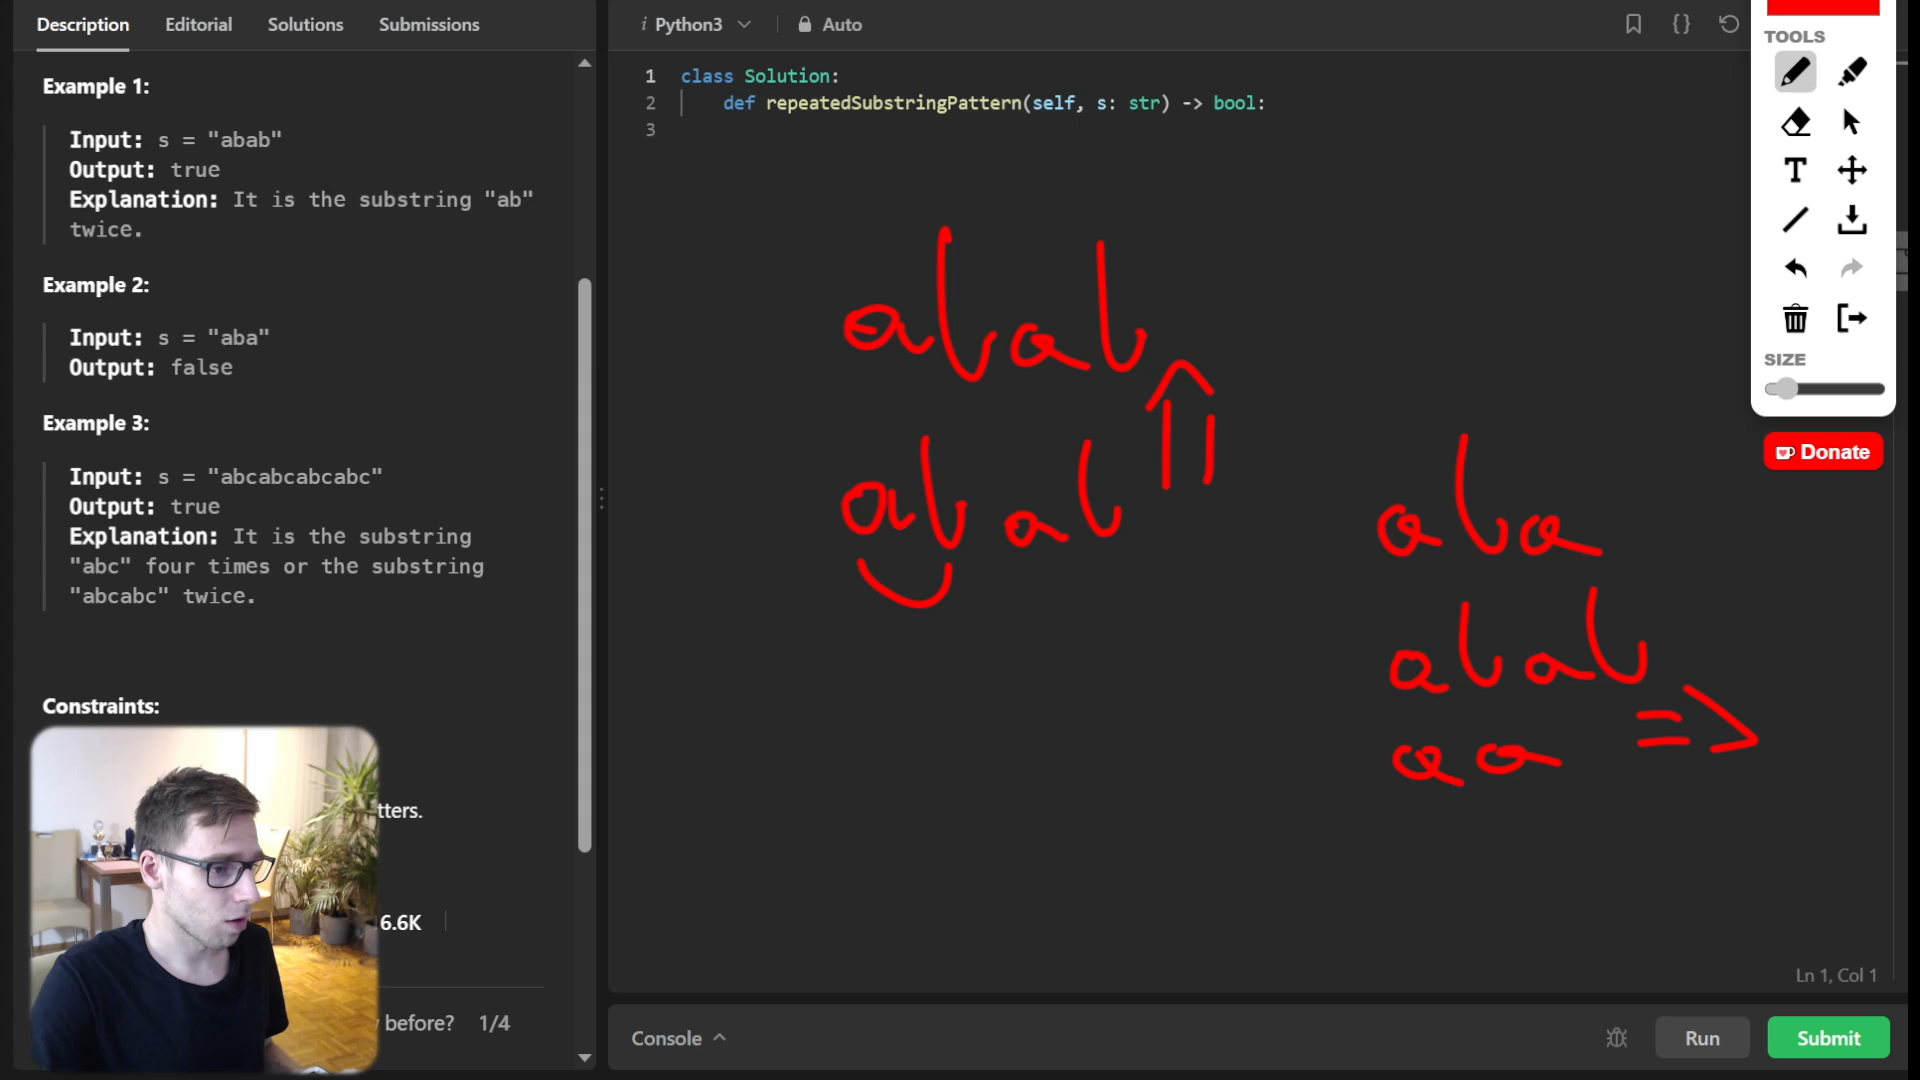 Description Editorial Solutions Submissions
Example 1:
Input: s = "abab"
Output: true
Explanation: It is the substring "ab"
twice.
Example 2:
Input: s = "aba"
Output: false
Example 3:
Input: s = "abcabcabcabc"
Output: true
Explanation: It is the substring
"abc" four times or the substring
"abcabc" twice.
Constraints:
tters.
6.6K
before? 1/4
i Python3 Auto
1 class Solution:
2 def repeatedSubstringPattern(self, s: str) -> bool:
3
abab
abab
aba
abab
aa =>
Ln 1, Col 1
Console Run Submit
TOOLS
T
SIZE
Donate